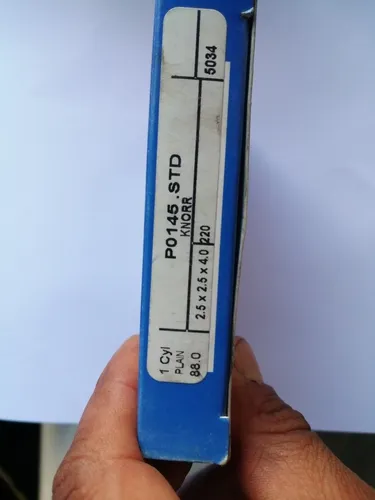 1 Cyl
PLAIN
88.0
P0145 .STD
KNORR
2.5 x 2.5 x 4.0
220
5034